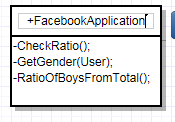 +FacebookApplication
-CheckRatio();
-GetGender(User);
-RatioOfBoysFromTotal();